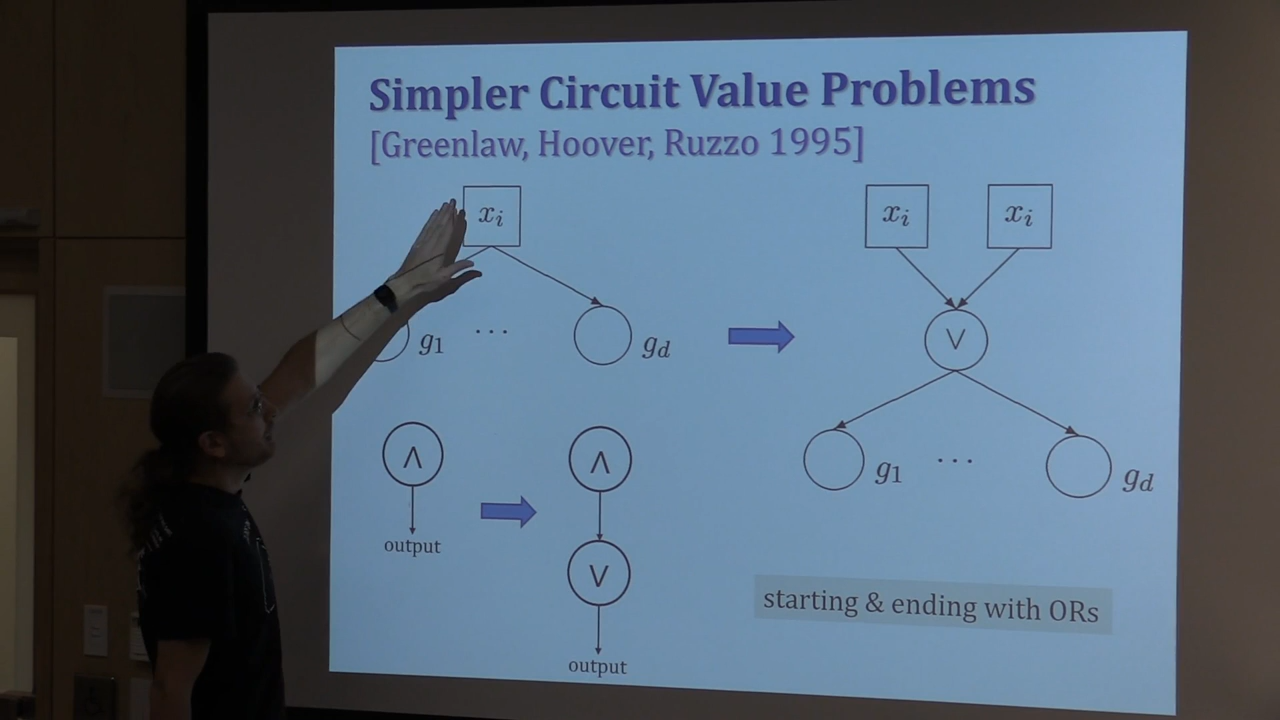 Simpler Circuit Value Problems
[Greenlaw, Hoover, Ruzzo 1995]
xᵢ
g₁ ··· g_d
xᵢ xᵢ
∨
g₁ ··· g_d
∧
output
∧
∨
output
starting & ending with ORs